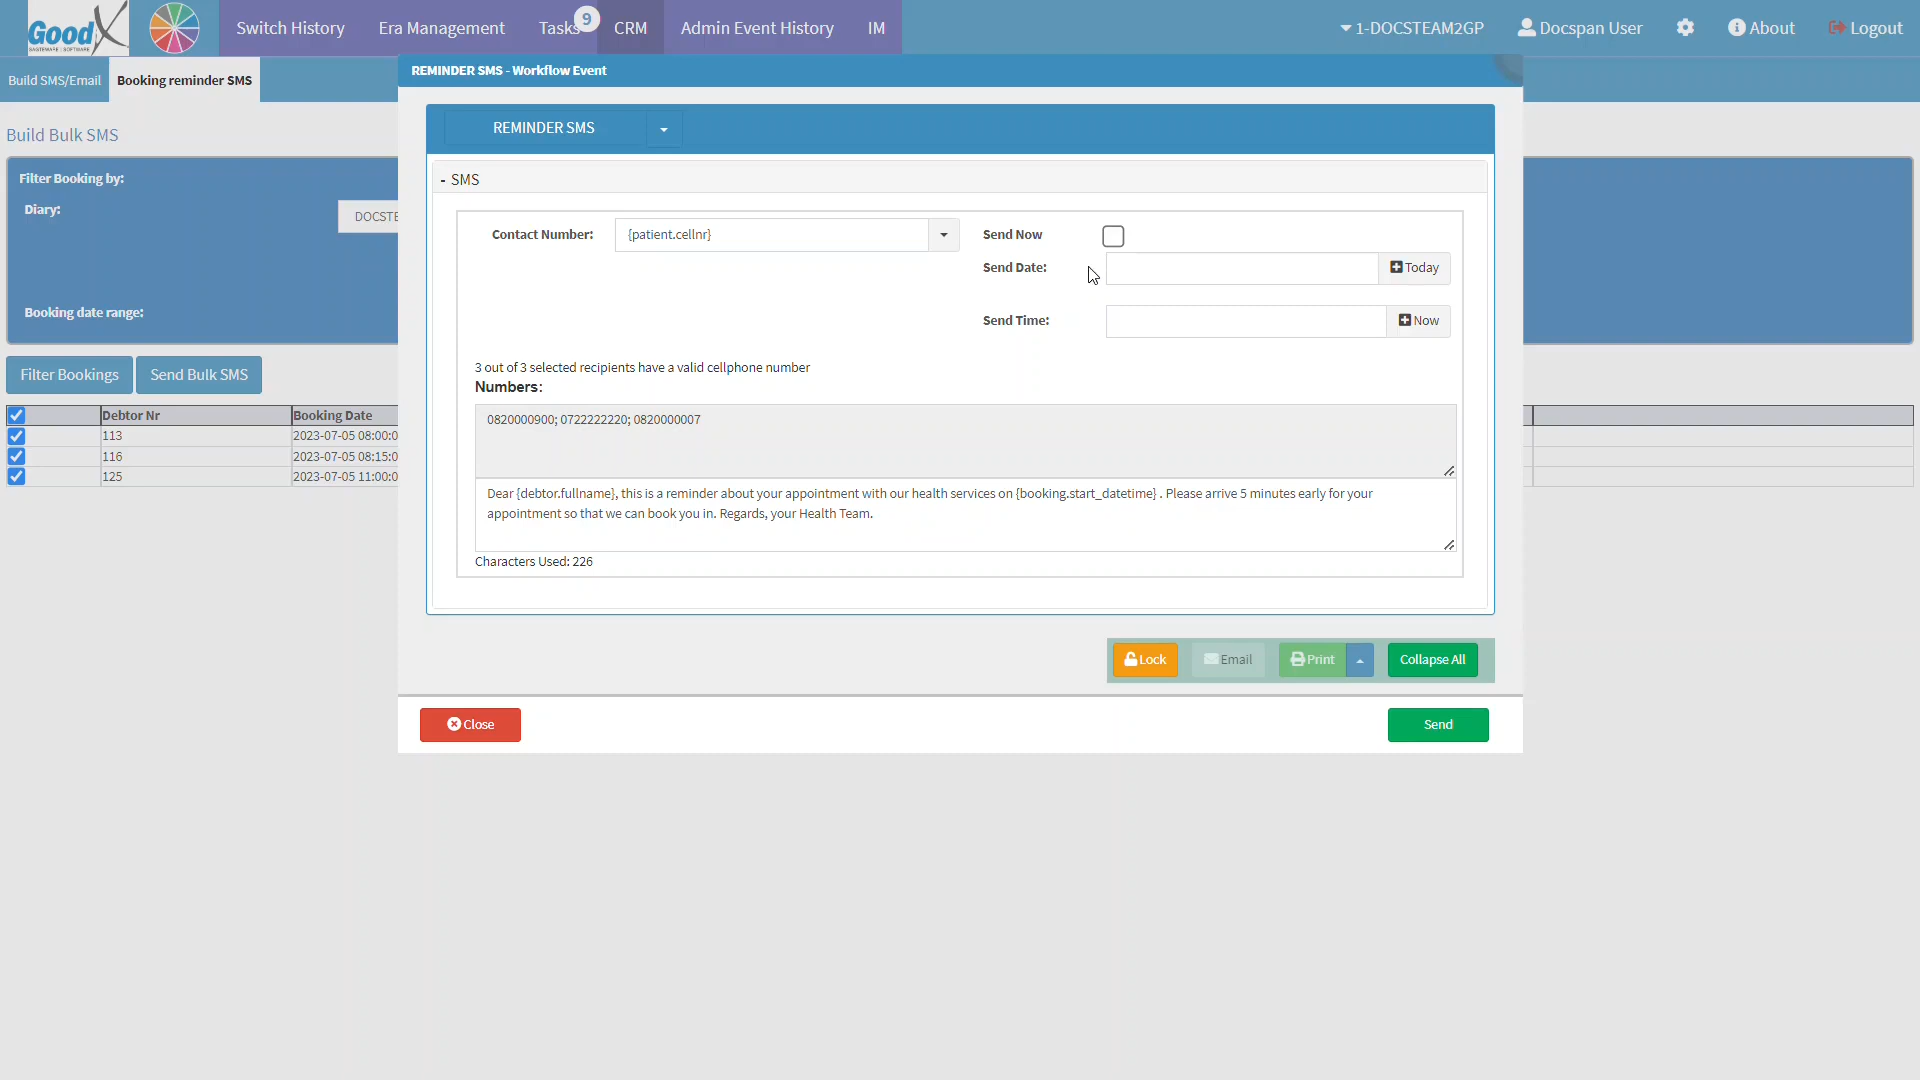 GoodX
GASTEWARE | SOFTWARE
Switch History
Era Management
Tasks
9
CRM
Admin Event History
IM
1-DOCSTEAM2GP
Docspan User
About
Logout
Build SMS/Email
Booking reminder SMS
REMINDER SMS - Workflow Event
Build Bulk SMS
Filter Booking by:
Diary:
DOCSTE
Booking date range:
Filter Bookings
Send Bulk SMS
Debtor Nr
Booking Date
113
2023-07-05 08:00:0
116
2023-07-05 08:15:0
125
2023-07-05 11:00:0
REMINDER SMS
- SMS
Contact Number:
{patient.cellnr}
Send Now
Send Date:
Today
Send Time:
Now
3 out of 3 selected recipients have a valid cellphone number
Numbers:
0820000900; 0722222220; 0820000007
Dear {debtor.fullname}, this is a reminder about your appointment with our health services on {booking.start_datetime} . Please arrive 5 minutes early for your
appointment so that we can book you in. Regards, your Health Team.
Characters Used: 226
Lock
Email
Print
Collapse All
Close
Send